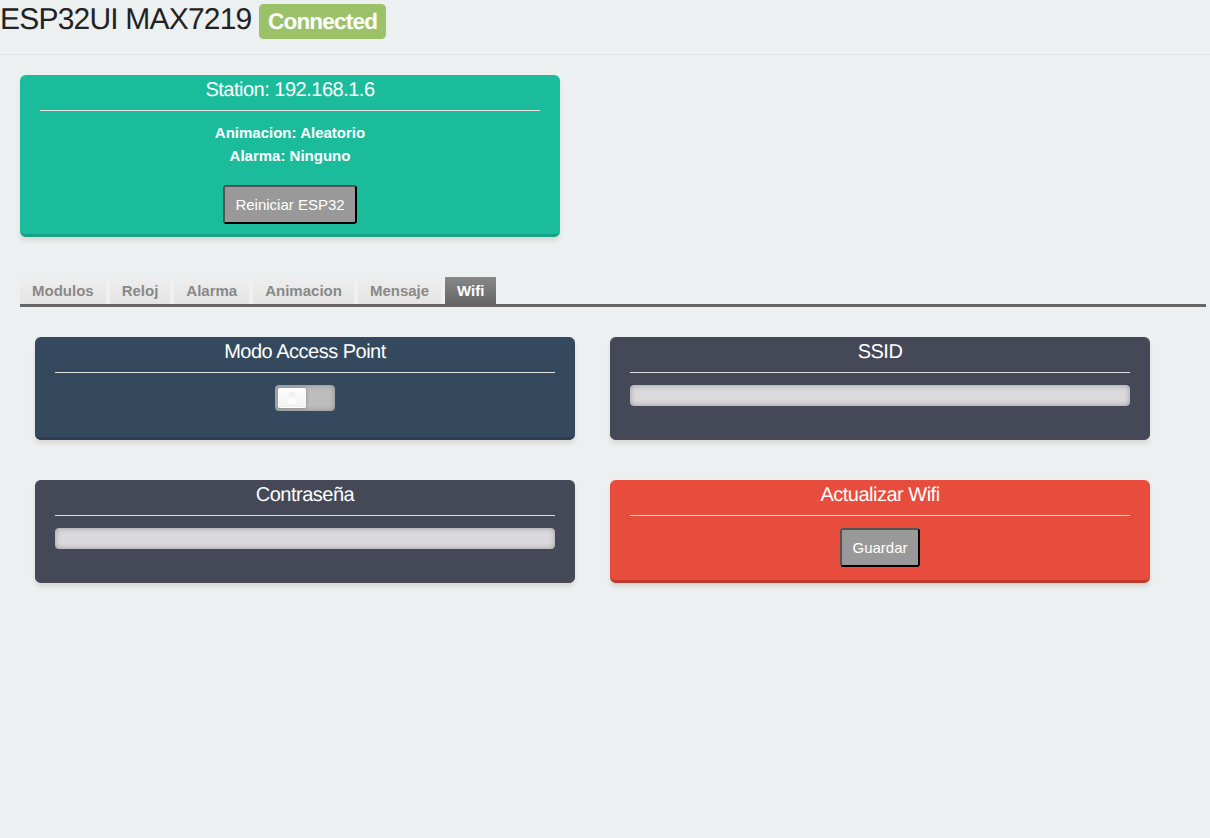 ESP32UI MAX7219 Connected
Station: 192.168.1.6
Animacion: Aleatorio
Alarma: Ninguno
Reiniciar ESP32
Modulos Reloj Alarma Animacion Mensaje Wifi
Modo Access Point
SSID
Contraseña
Actualizar Wifi
Guardar